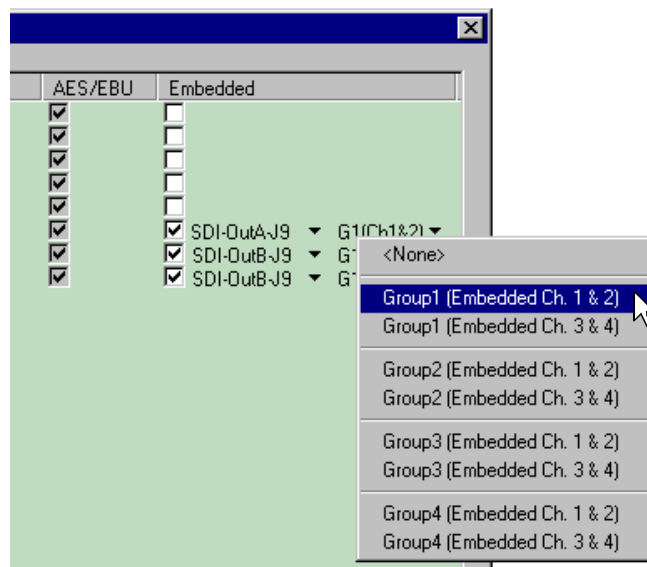 AES/EBU Embedded
SDI-OutA-J9 G1(Ch1&2)
SDI-OutB-J9
SDI-OutB-J9
<None>
Group1 (Embedded Ch. 1 & 2)
Group1 (Embedded Ch. 3 & 4)
Group2 (Embedded Ch. 1 & 2)
Group2 (Embedded Ch. 3 & 4)
Group3 (Embedded Ch. 1 & 2)
Group3 (Embedded Ch. 3 & 4)
Group4 (Embedded Ch. 1 & 2)
Group4 (Embedded Ch. 3 & 4)